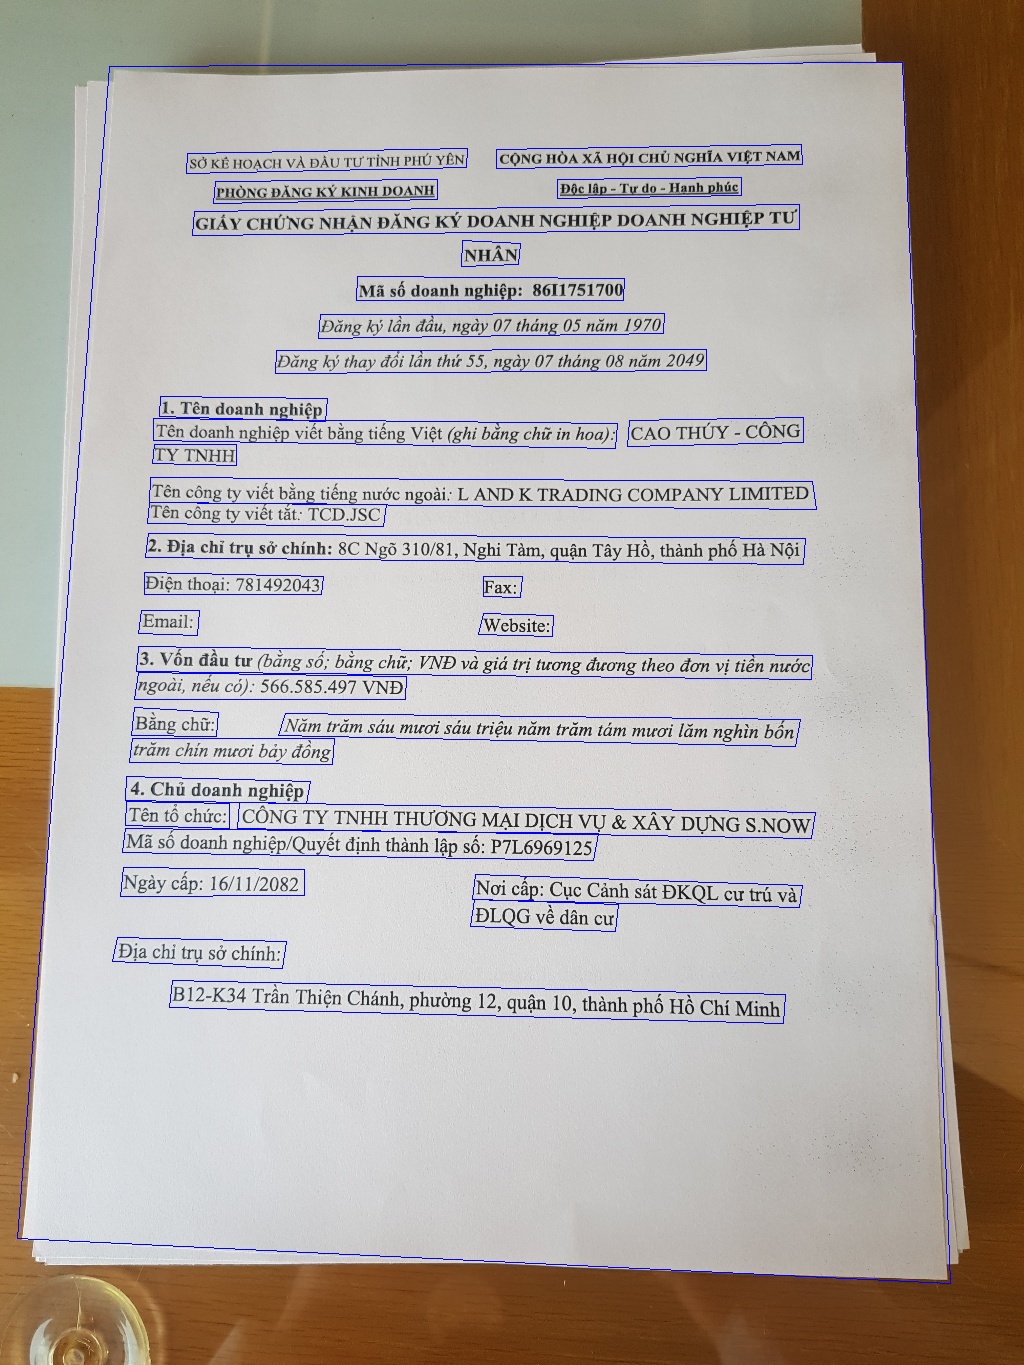 SỞ KẾ HOẠCH VÀ ĐẦU TƯ TỈNH PHÚ YÊN
CỘNG HÒA XÃ HỘI CHỦ NGHĨA VIỆT NAM
PHÒNG ĐĂNG KÝ KINH DOANH
Độc lập - Tự do - Hạnh phúc
GIẤY CHỨNG NHẬN ĐĂNG KÝ DOANH NGHIỆP DOANH NGHIỆP TƯ
NHÂN
Mã số doanh nghiệp: 86I1751700
Đăng ký lần đầu, ngày 07 tháng 05 năm 1970
Đăng ký thay đổi lần thứ 55, ngày 07 tháng 08 năm 2049
1. Tên doanh nghiệp
Tên doanh nghiệp viết bằng tiếng Việt (ghi bằng chữ in hoa): CAO THÚY - CÔNG
TY TNHH
Tên công ty viết bằng tiếng nước ngoài: L AND K TRADING COMPANY LIMITED
Tên công ty viết tắt: TCD.JSC
2. Địa chỉ trụ sở chính: 8C Ngõ 310/81, Nghi Tàm, quận Tây Hồ, thành phố Hà Nội
Điện thoại: 781492043
Fax:
Email:
Website:
3. Vốn đầu tư (bằng số; bằng chữ; VNĐ và giá trị tương đương theo đơn vị tiền nước
ngoài, nếu có): 566.585.497 VNĐ
Bằng chữ: Năm trăm sáu mươi sáu triệu năm trăm tám mươi lăm nghìn bốn
trăm chín mươi bảy đồng
4. Chủ doanh nghiệp
Tên tổ chức: CÔNG TY TNHH THƯƠNG MẠI DỊCH VỤ & XÂY DỰNG S.NOW
Mã số doanh nghiệp/Quyết định thành lập số: P7L6969125
Ngày cấp: 16/11/2082
Nơi cấp: Cục Cảnh sát ĐKQL cư trú và
ĐLQG về dân cư
Địa chỉ trụ sở chính:
B12-K34 Trần Thiện Chánh, phường 12, quận 10, thành phố Hồ Chí Minh